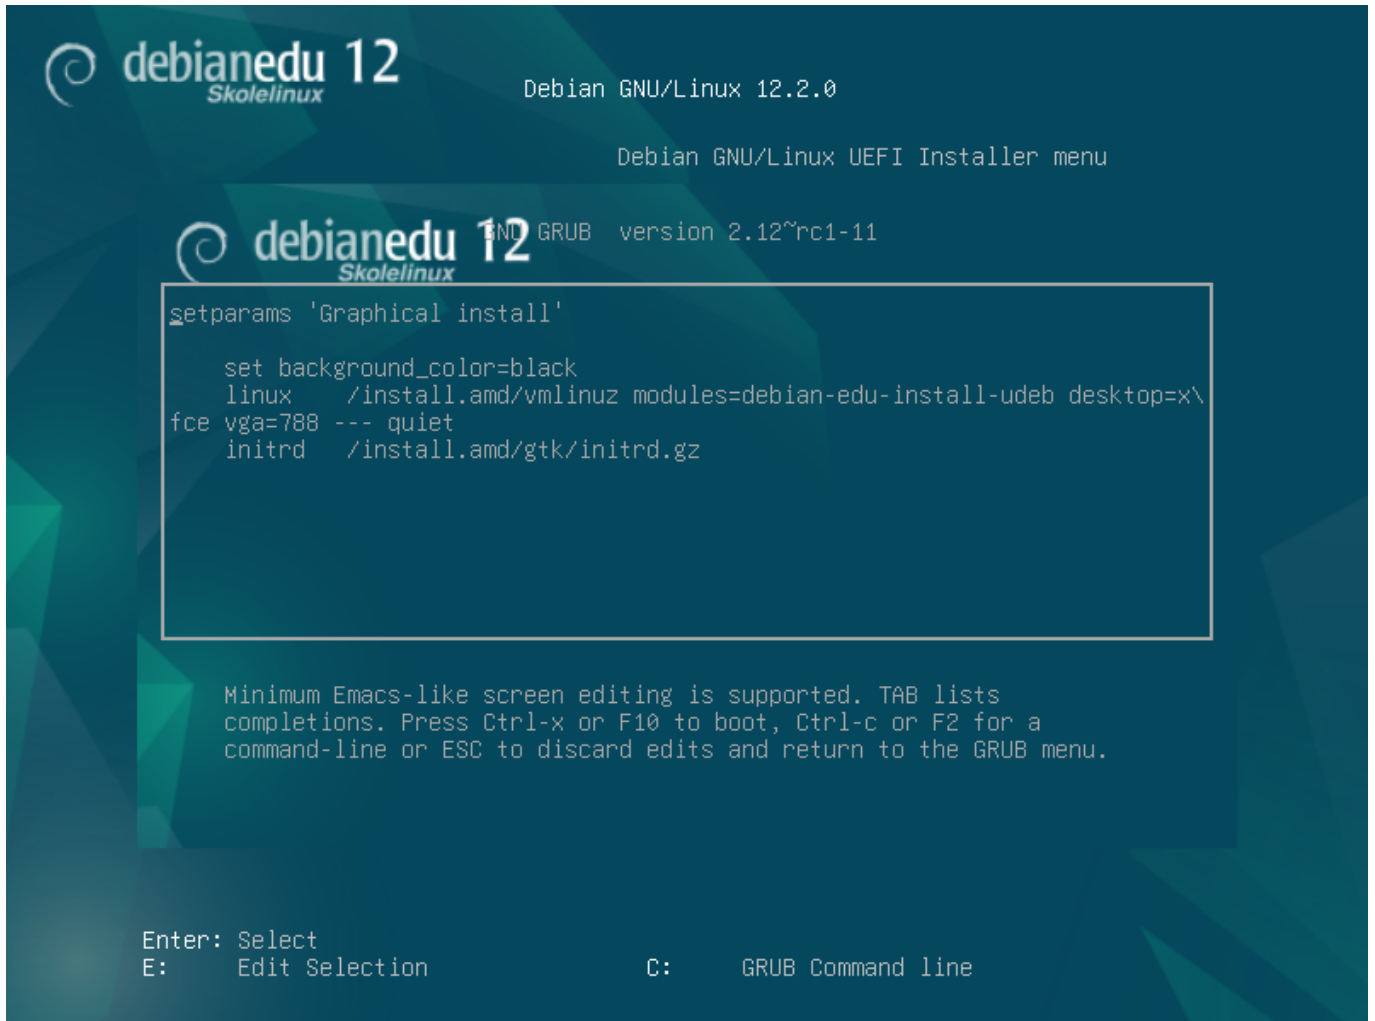 debianedu 12
Skolelinux
Debian GNU/Linux 12.2.0
Debian GNU/Linux UEFI Installer menu
debianedu 12
Skolelinux
GNU GRUB  version 2.12~rc1-11
setparams 'Graphical install'
set background_color=black
linux    /install.amd/vmlinuz modules=debian-edu-install-udeb desktop=x\
fce vga=788 --- quiet
initrd   /install.amd/gtk/initrd.gz
Minimum Emacs-like screen editing is supported. TAB lists
completions. Press Ctrl-x or F10 to boot, Ctrl-c or F2 for a
command-line or ESC to discard edits and return to the GRUB menu.
Enter: Select
E:     Edit Selection     C:     GRUB Command line